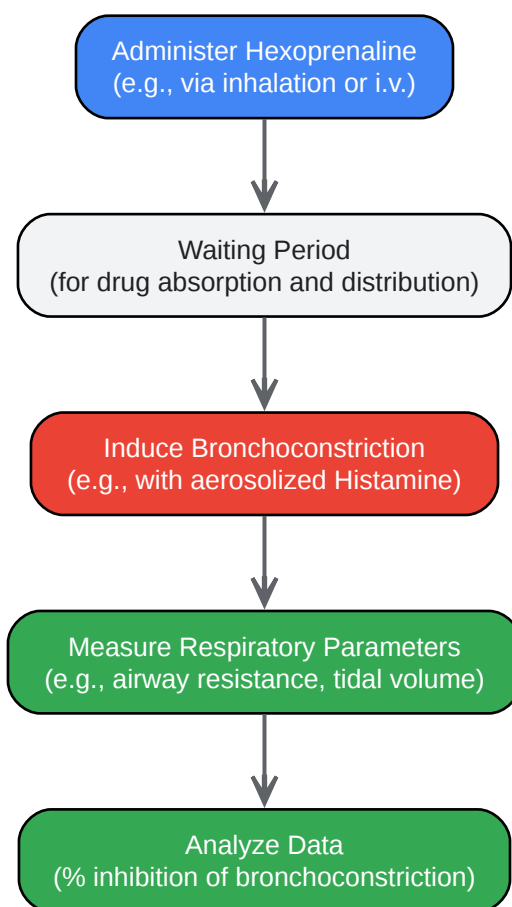 Administer Hexoprenaline
(e.g., via inhalation or i.v.)
Waiting Period
(for drug absorption and distribution)
Induce Bronchoconstriction
(e.g., with aerosolized Histamine)
Measure Respiratory Parameters
(e.g., airway resistance, tidal volume)
Analyze Data
(% inhibition of bronchoconstriction)